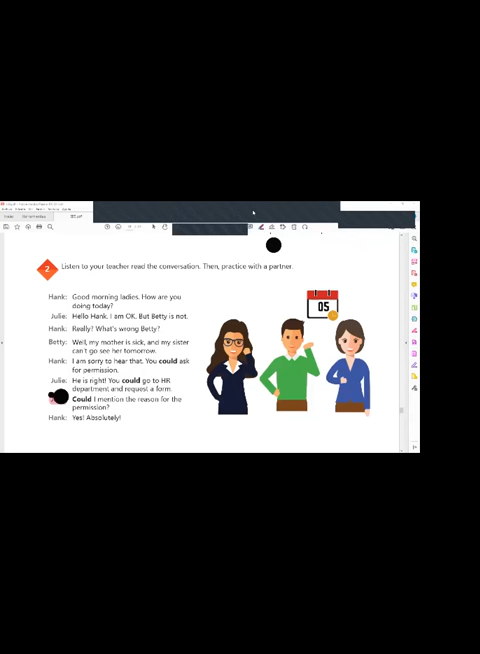 2 Listen to your teacher read the conversation. Then, practice with a partner.
Hank: Good morning ladies. How are you
doing today?
Julie: Hello Hank. I am OK. But Betty is not.
Hank: Really? What's wrong Betty?
Betty: Well, my mother is sick, and my sister
can't go see her tomorrow.
Hank: I am sorry to hear that. You could ask
for permission.
Julie: He is right! You could go to HR
department and request a form.
Could I mention the reason for the
permission?
Hank: Yes! Absolutely!
05